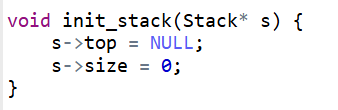 void init_stack(Stack* s) {
    s->top = NULL;
    s->size = 0;
}